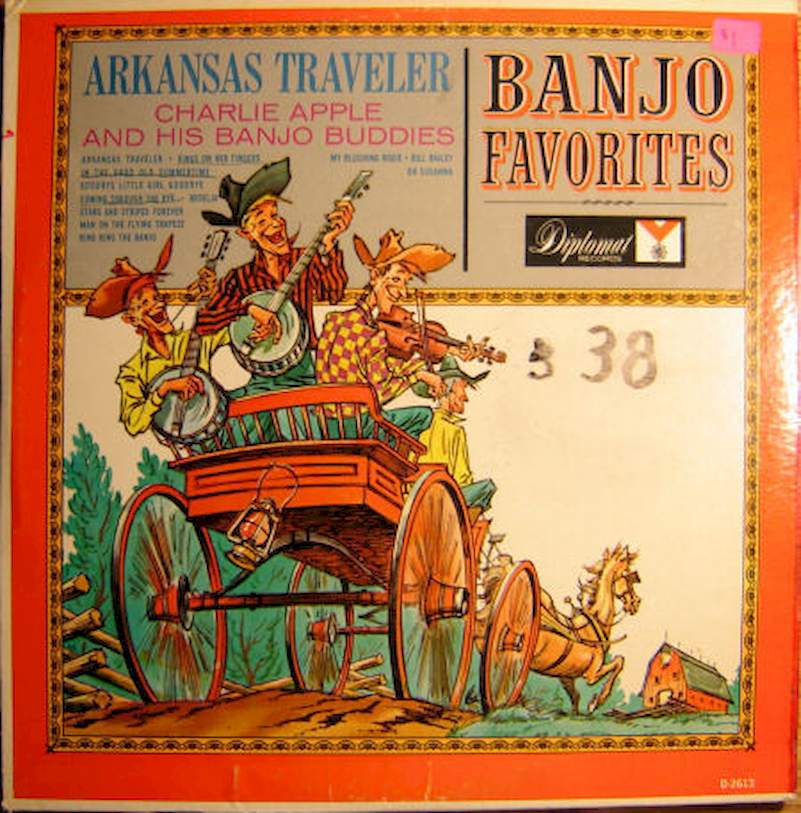 ARKANSAS TRAVELER
CHARLIE APPLE
AND HIS BANJO BUDDIES
ARKANSAS TRAVELER • RINGS ON HER FINGERS
IN THE GOOD OLD SUMMERTIME
GOODBYE LITTLE GIRL GOODBYE
COMING THROUGH THE RYE
STARS AND STRIPES FOREVER
MAN ON THE FLYING TRAPEZE
RING RING THE BANJO
MY BLUSHING ROSIE • BILL BAILEY
OH SUSANNA
BANJO
FAVORITES
Diplomat
RECORDS
$1
3 38
D-2613